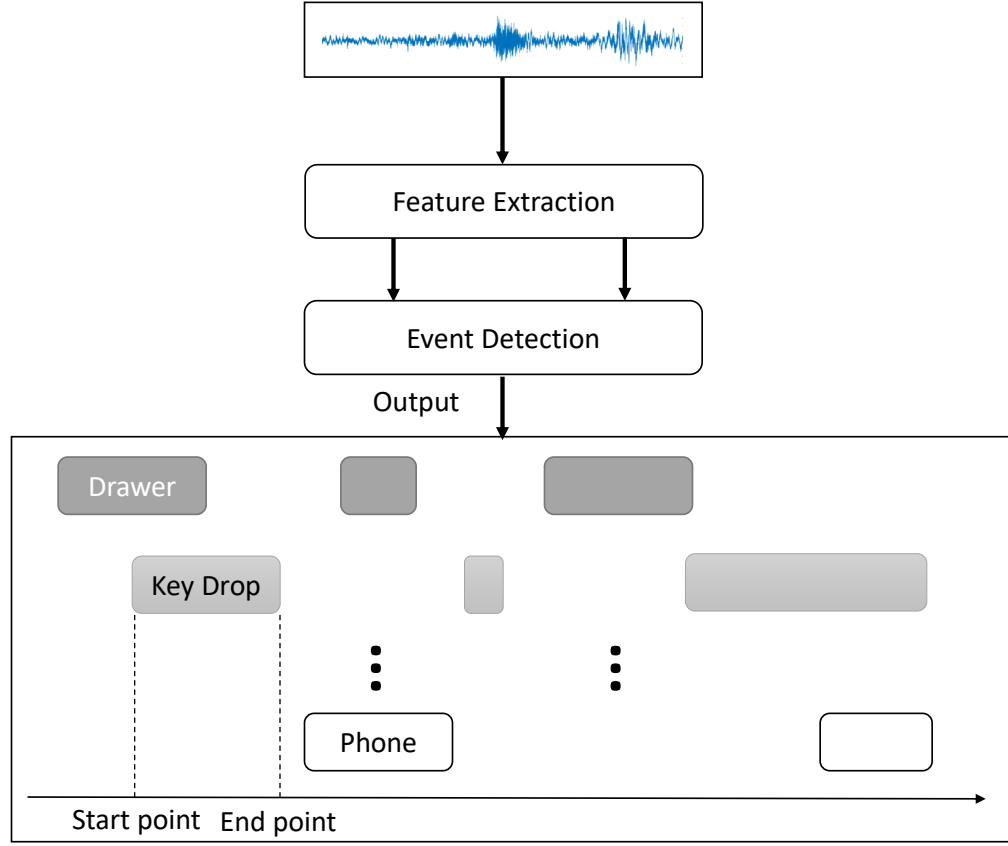 Feature Extraction
Event Detection
Output
Drawer
Key Drop
Phone
Start point
End point